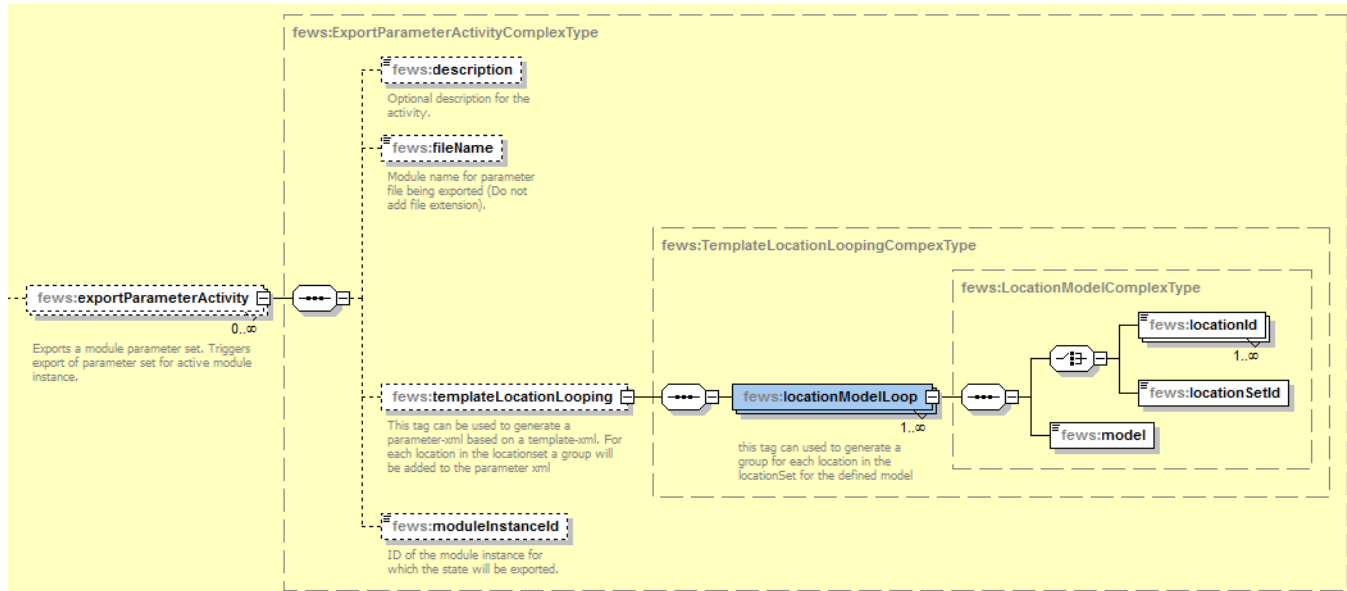 fews:ExportParameterActivityComplexType
fews:description
Optional description for the
activity.
fews:fileName
Module name for parameter
file being exported (Do not
add file extension).
fews:exportParameterActivity
0..∞
Exports a module parameter set. Triggers
export of parameter set for active module
instance.
fews:templateLocationLooping
This tag can be used to generate a
parameter-xml based on a template-xml. For
each location in the locationset a group will
be added to the parameter xml
fews:TemplateLocationLoopingCompexType
fews:locationModelLoop
1..∞
this tag can used to generate a
group for each location in the
locationSet for the defined model
fews:LocationModelComplexType
fews:locationId
1..∞
fews:locationSetId
fews:model
fews:moduleInstanceId
ID of the module instance for
which the state will be exported.